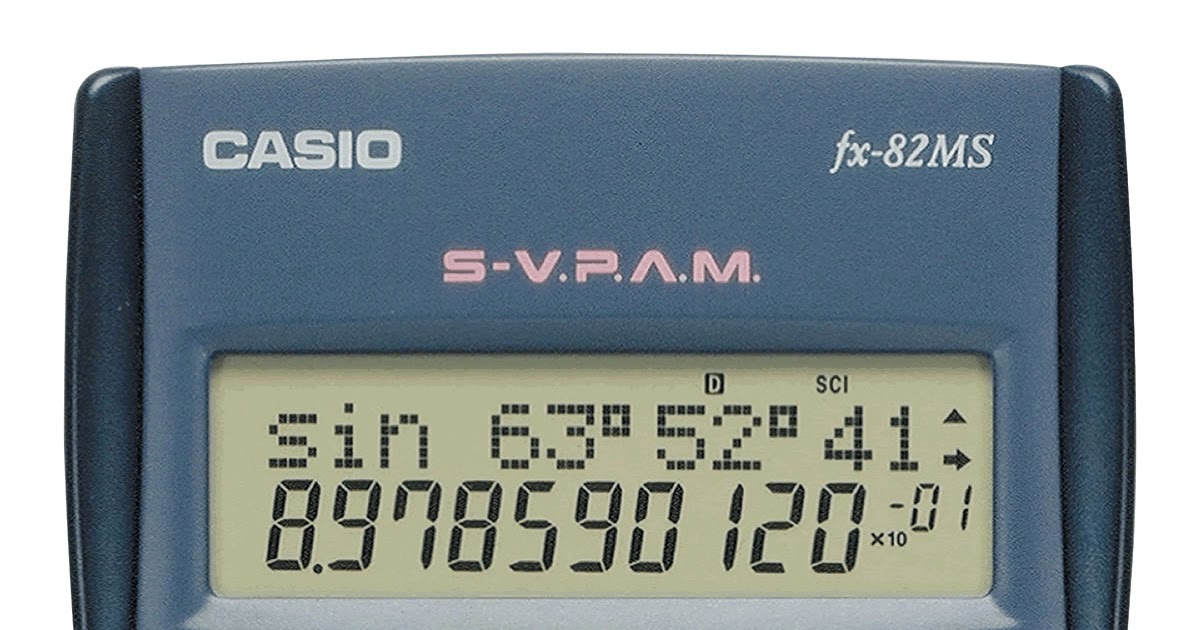 CASIO fx-82MS
S-V.P.A.M.
D SCI
sin 63°52°41
8.978590120 ×10 -01